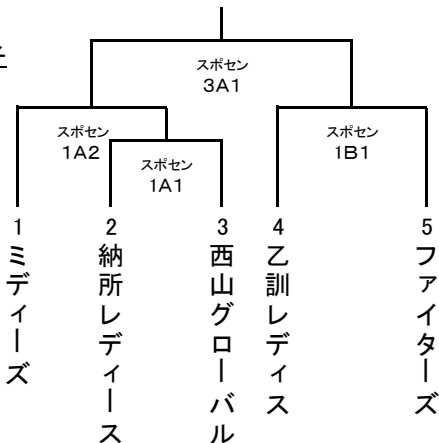 スポセン
3A1
スポセン
1A2
スポセン
1A1
スポセン
1B1
1
ミディーズ
2
納所レディース
3
西山グローバル
4
乙訓レディス
5
ファイターズ